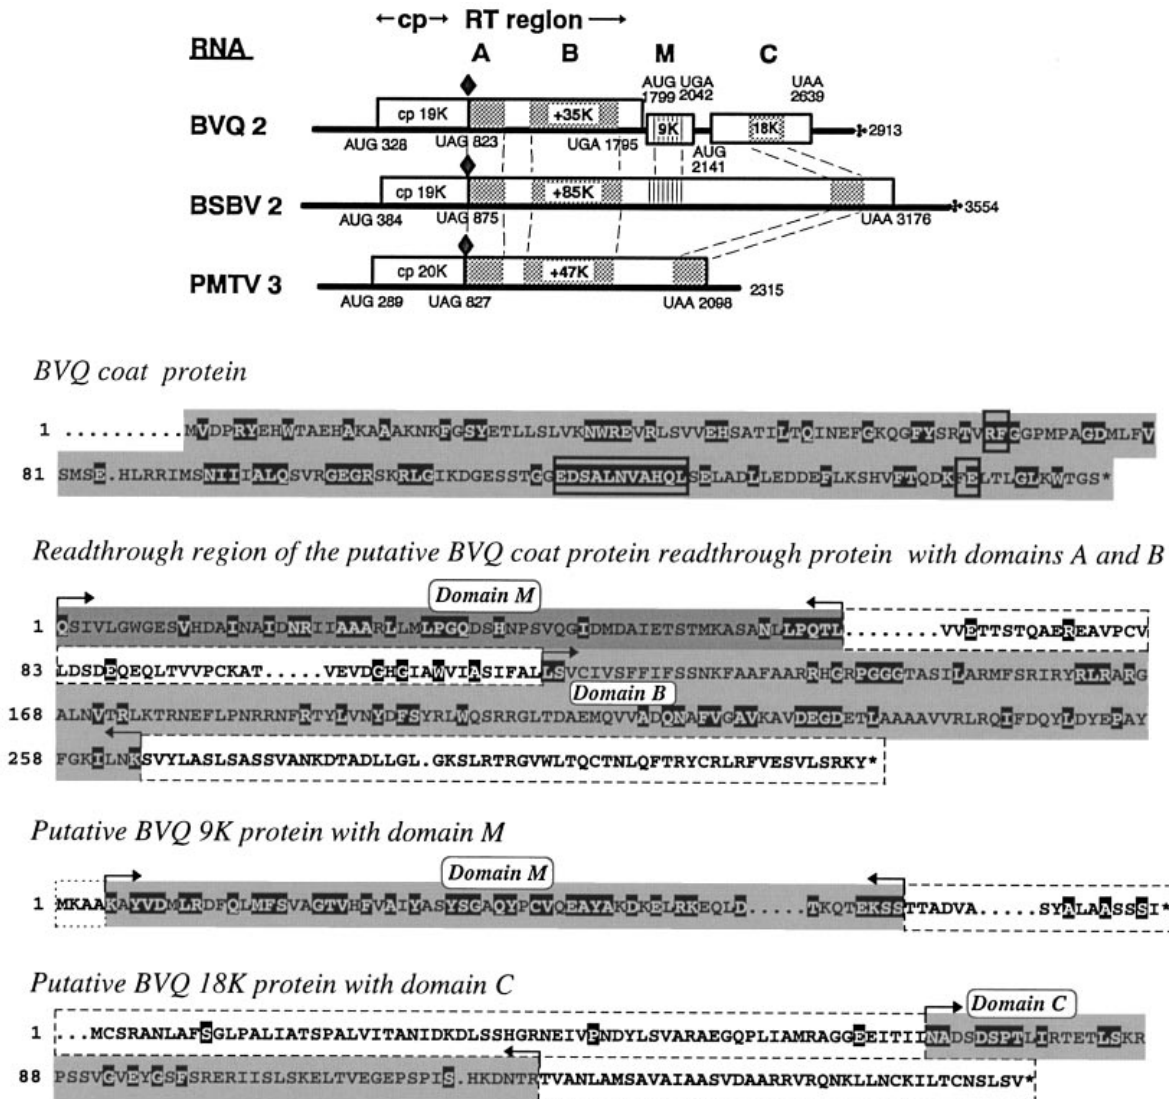 ←cp→ RT region →
RNA A B M C
AUG 1799 UGA 2042 UAA 2639
BVQ 2 cp 19K +35K 9K 18K 2913
AUG 328 UAG 823 UGA 1795 AUG 2141
BSBV 2 cp 19K +85K 3554
AUG 384 UAG 875 UAA 3176
PMTV 3 cp 20K +47K 2315
AUG 289 UAG 827 UAA 2098
BVQ coat protein
1 ..........MVDPRYEHWTAEHAKAAAKNKFGSYETLLSLVKNWREVRLSVVEHSATILTQINEFGKQGFYSRTVRFGGPMPAGDMLFV
81 SMSE.HLRRIMSNIIIALQSVRGEGRSKRLGIKDGESSTGGEDSALNVAHQLSELADLLEDDEFLKSHVFTQDKFELTLGLKWTGS*
Readthrough region of the putative BVQ coat protein readthrough protein with domains A and B
Domain M
1 QSIVLGWGESVHDAINAIDNRIIAAARLLMLPGQDSHNPSVQGIDMDAIETSTMKASANLLPQTL........VVETTSTQAEREAVPCV
83 LDSDEQEQLTVVPCKAT.....VEVDGHGIAWVIASIFALLSVCIVSFFIFSSNKFAAFAARRHGRPGGGTASILARMFSRIRYRLRARG
Domain B
168 ALNVTRLKTRNEFLPNRRNFRTYLVNYDFSYRLWQSRRGLTDAEMQVVADQNAFVGAVKAVDEGDETLAAAAVVRLRQIFDQYLDYEPAY
258 FGKILNKSVYLASLSASSVANKDTADLLGL.GKSLRTRGVWLTQCTNLQFTRYCRLRFVESVLSRKY*
Putative BVQ 9K protein with domain M
Domain M
1 MKAAKAYVDMLRDFQLMFSVAGTVHFVAIYASYSGAQYPCVQEAYAKDKELRKEQLD.....TKQTEKSSTTADVA.....SYALAASSSI*
Putative BVQ 18K protein with domain C
Domain C
1 ...MCSRANLAFSGLPALIATSPALVITANIDKDLSSHGRNEIVPNDYLSVARAEGQPLIAMRAGGEEITILNADSDSPTLIRTETLSKR
88 PSSVGVEYGSFSRERIISLSKELTVEGEPSPIS.HKDNTRTVANLAMSAVAIAASVDAARRVRQNKLLNCKILTCNSLSV*